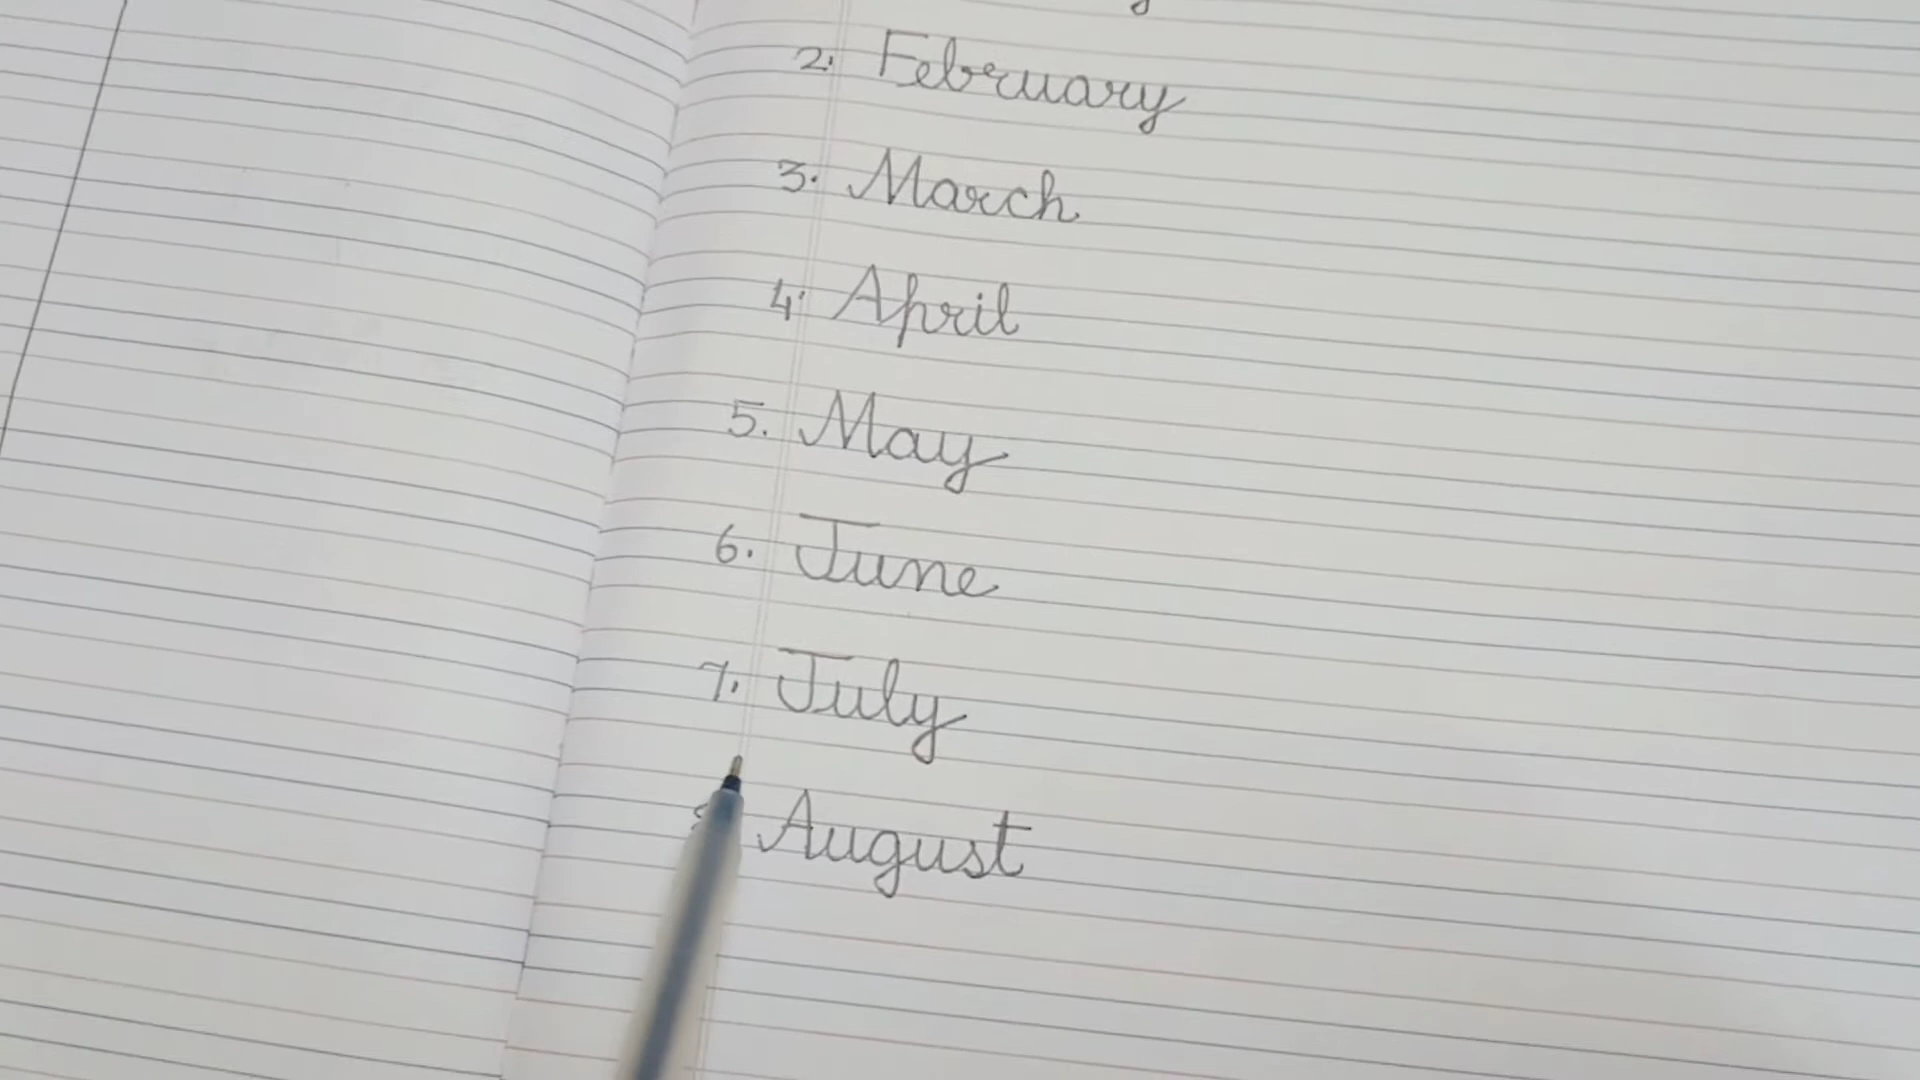 2. February
3. March
4. April
5. May
6. June
7. July
August